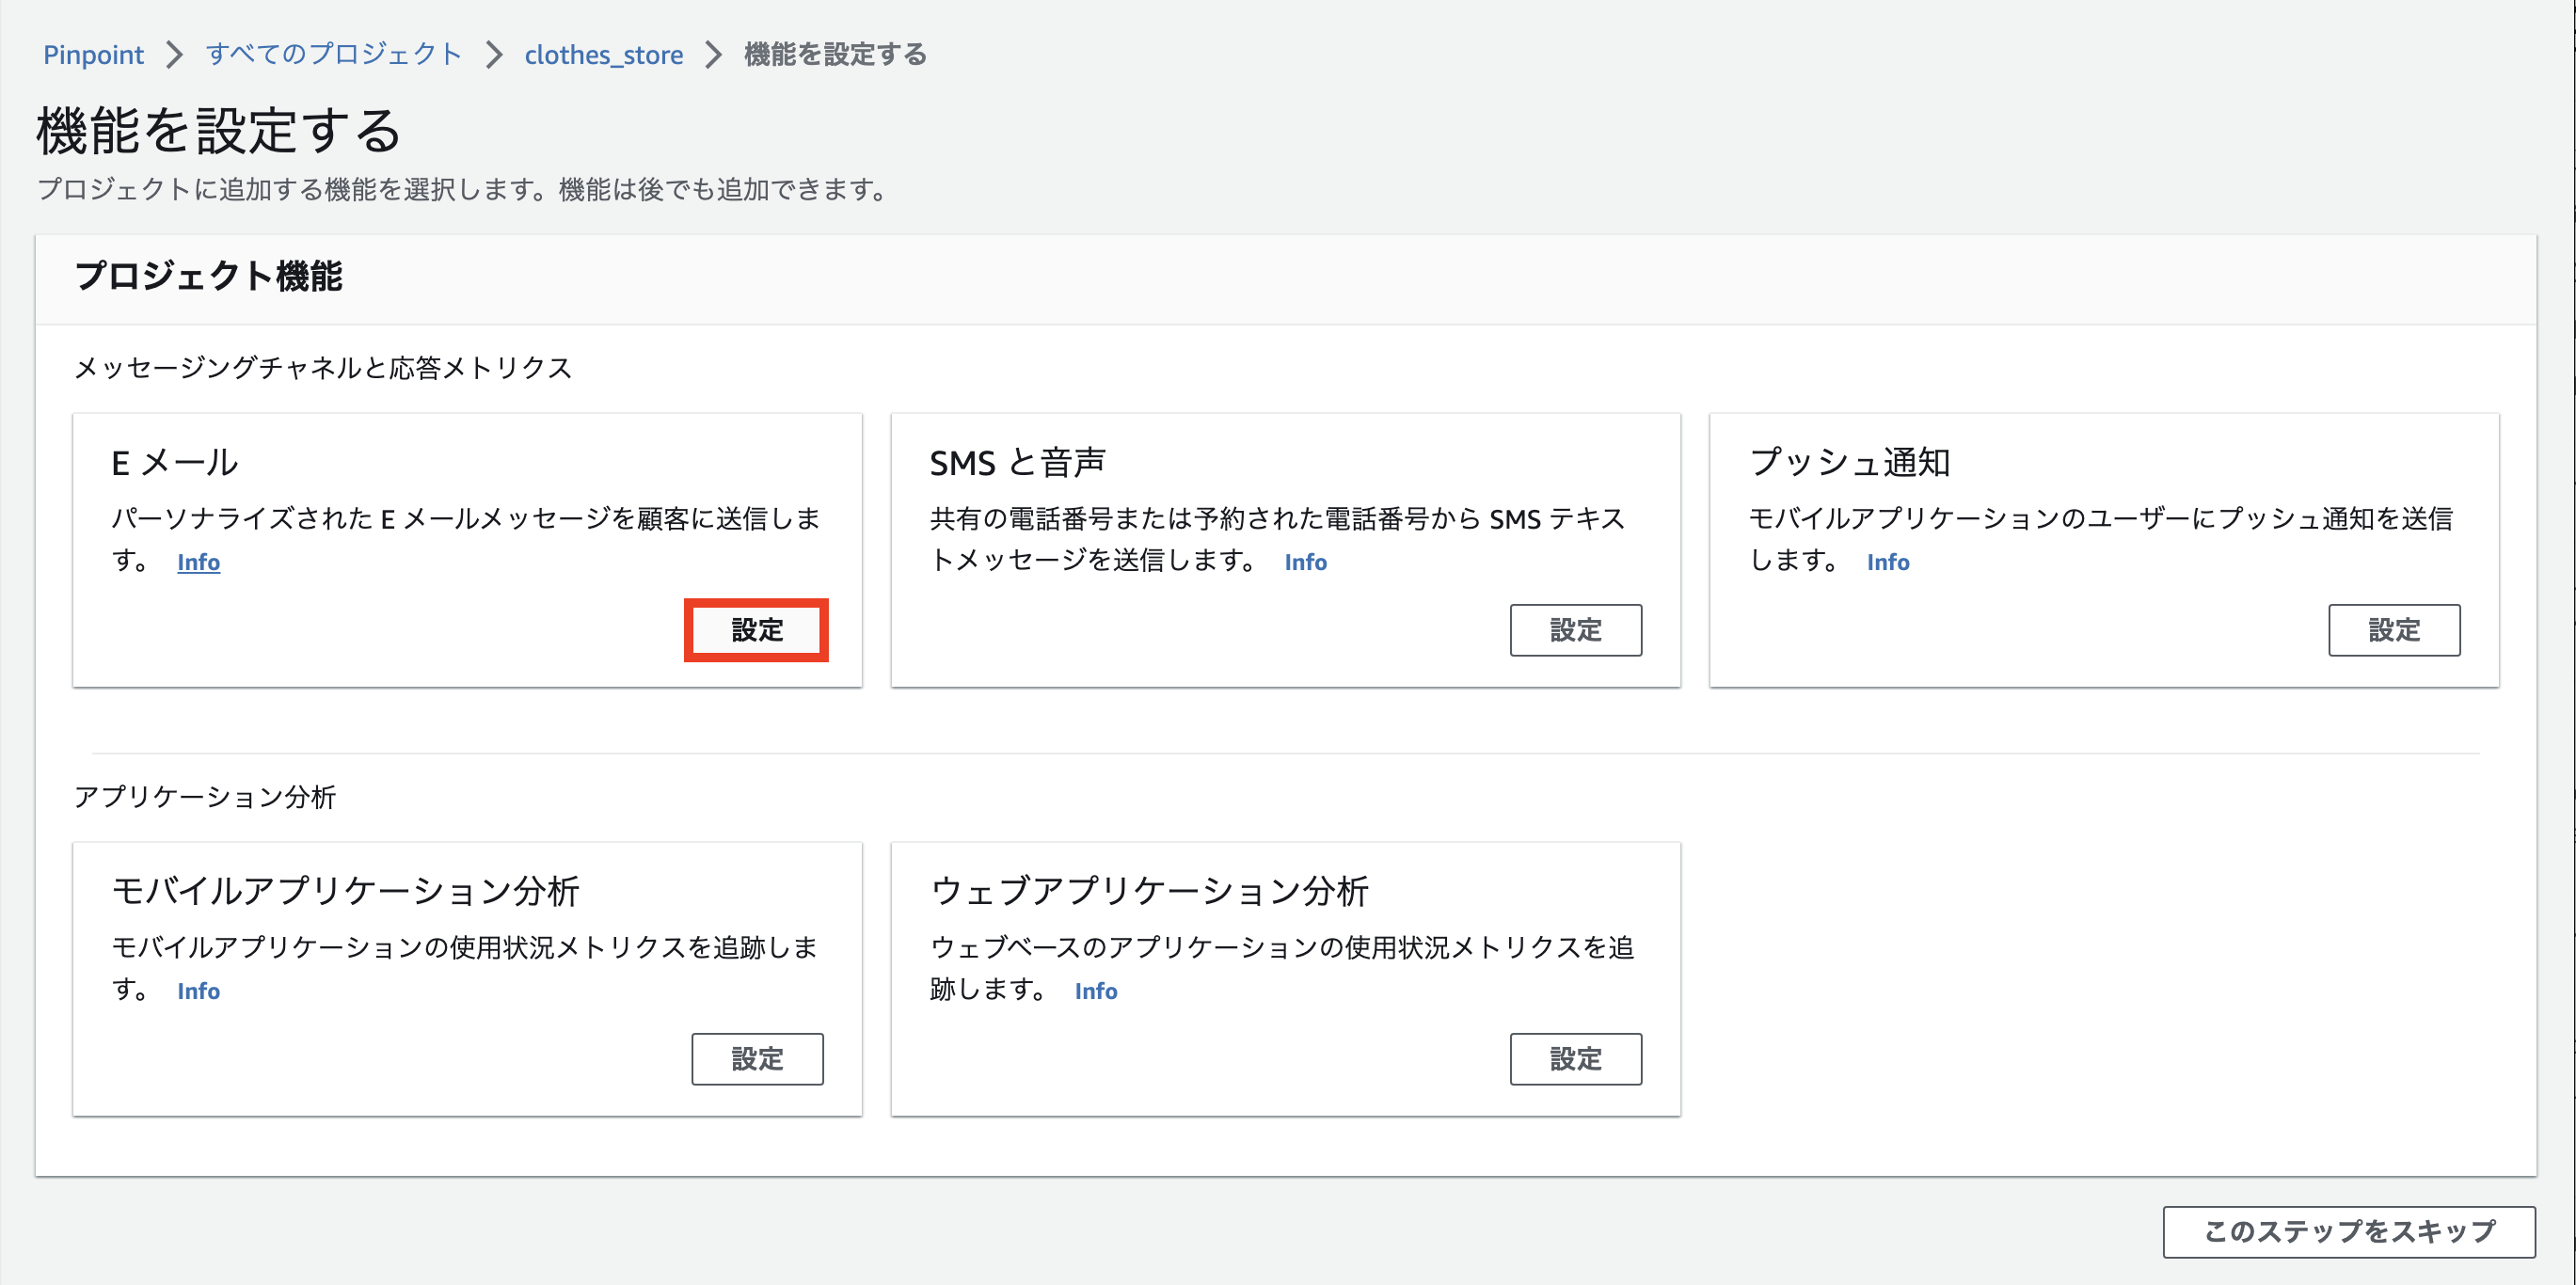 Pinpoint > すべてのプロジェクト > clothes_store > 機能を設定する
機能を設定する
プロジェクトに追加する機能を選択します。機能は後でも追加できます。
プロジェクト機能
メッセージングチャネルと応答メトリクス
E メール
パーソナライズされた E メールメッセージを顧客に送信しま
す。 Info
設定
SMS と音声
共有の電話番号または予約された電話番号から SMS テキス
トメッセージを送信します。 Info
設定
プッシュ通知
モバイルアプリケーションのユーザーにプッシュ通知を送信
します。 Info
設定
アプリケーション分析
モバイルアプリケーション分析
モバイルアプリケーションの使用状況メトリクスを追跡しま
す。 Info
設定
ウェブアプリケーション分析
ウェブベースのアプリケーションの使用状況メトリクスを追
跡します。 Info
設定
このステップをスキップ